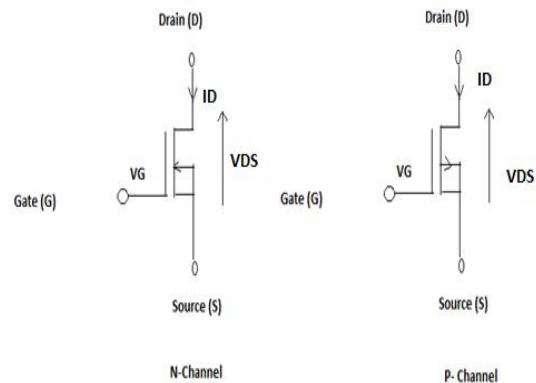 Drain (D)
ID
VG
VDS
Gate (G)
Source (S)
N-Channel
Drain (D)
ID
VG
VDS
Gate (G)
Source (S)
P- Channel